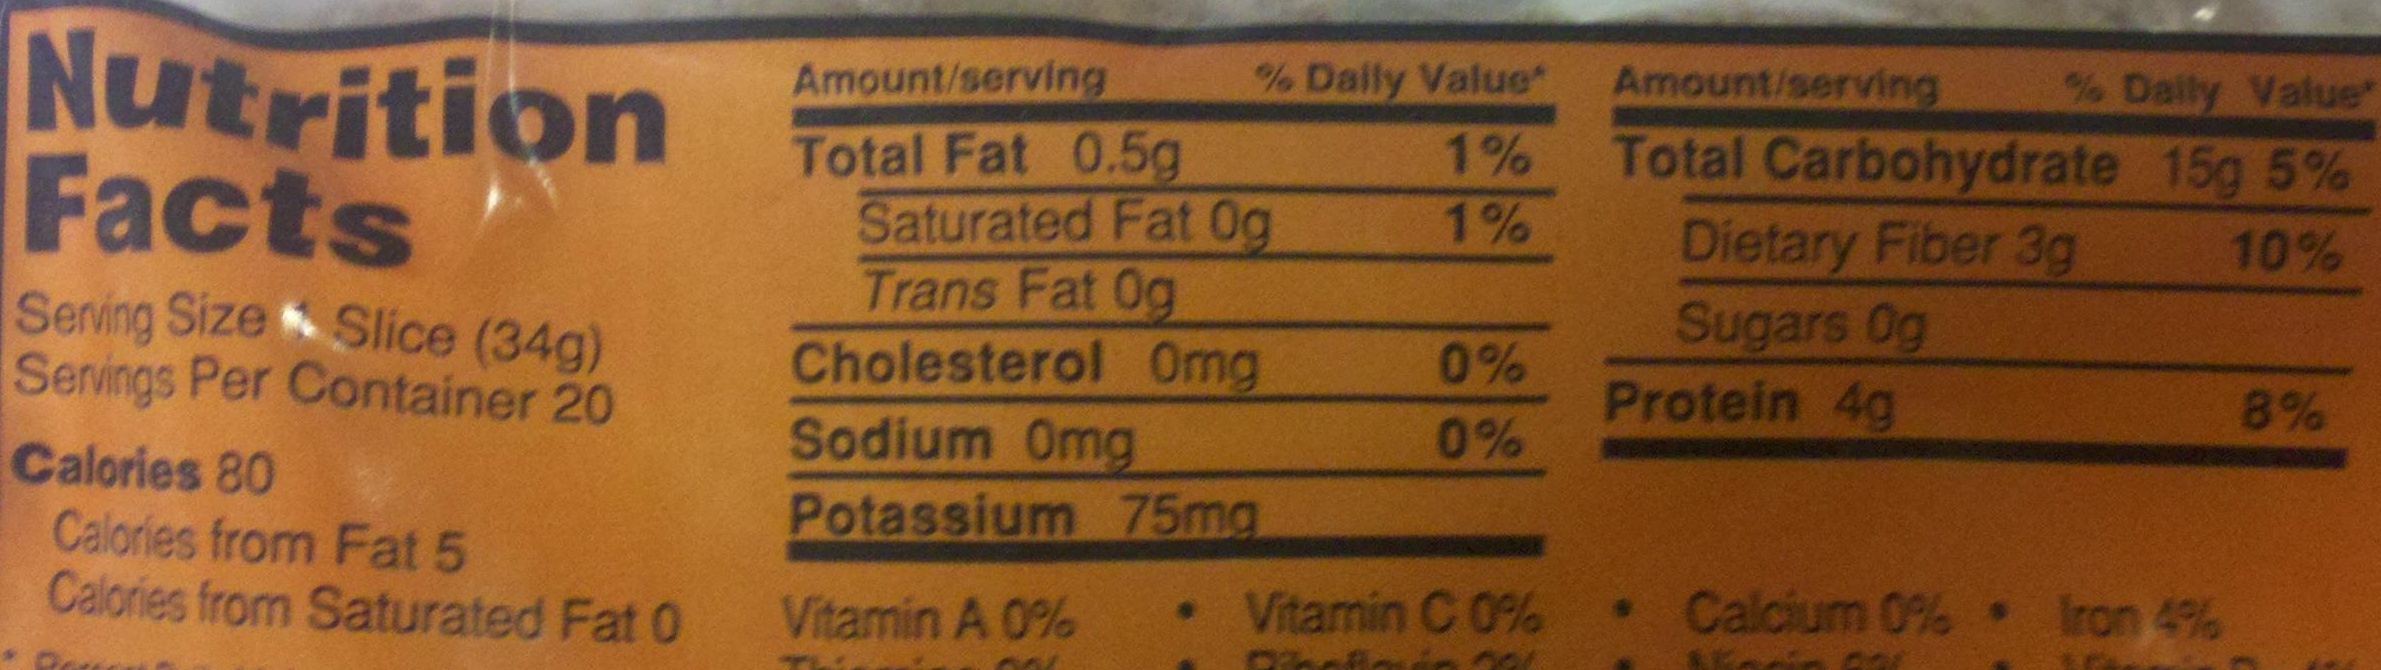 Nutrition
Facts
Serving Size 1 Slice (34g)
Servings Per Container 20
Calories 80
Calories from Fat 5
Calories from Saturated Fat 0
Amount/serving % Daily Value*
Total Fat 0.5g 1%
Saturated Fat 0g 1%
Trans Fat 0g
Cholesterol 0mg 0%
Sodium 0mg 0%
Potassium 75mg
Amount/serving % Daily Value*
Total Carbohydrate 15g 5%
Dietary Fiber 3g 10%
Sugars 0g
Protein 4g 8%
Vitamin A 0% • Vitamin C 0% • Calcium 0% • Iron 4%